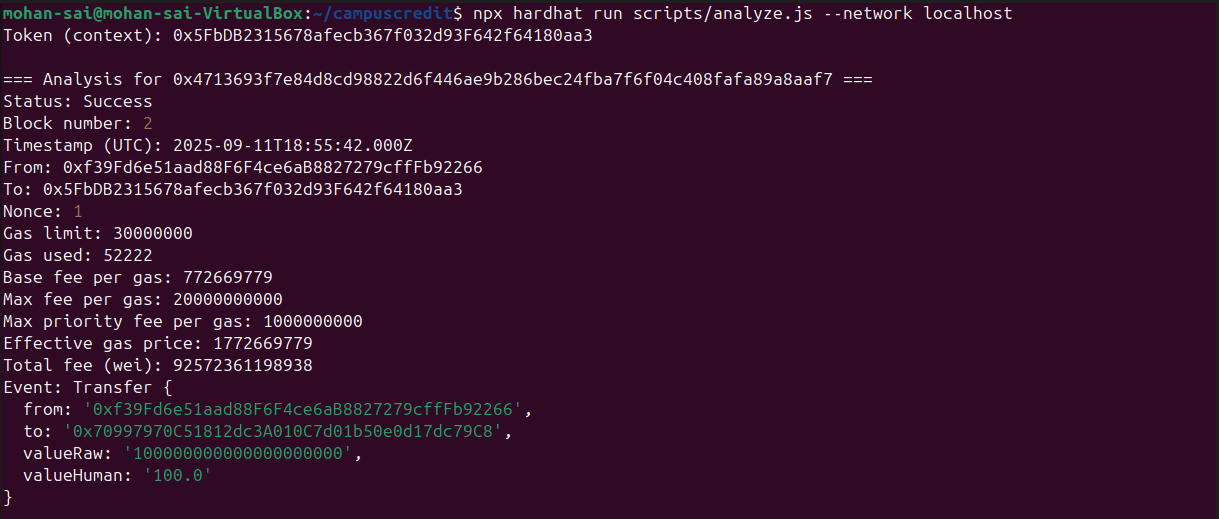 mohan-sai@mohan-sai-VirtualBox:~/campuscredit$ npx hardhat run scripts/analyze.js --network localhost
Token (context): 0x5FbDB2315678afecb367f032d93F642f64180aa3
=== Analysis for 0x4713693f7e84d8cd98822d6f446ae9b286bec24fba7f6f04c408fafa89a8aaf7 ===
Status: Success
Block number: 2
Timestamp (UTC): 2025-09-11T18:55:42.000Z
From: 0xf39Fd6e51aad88F6F4ce6aB8827279cffFb92266
To: 0x5FbDB2315678afecb367f032d93F642f64180aa3
Nonce: 1
Gas limit: 30000000
Gas used: 52222
Base fee per gas: 772669779
Max fee per gas: 20000000000
Max priority fee per gas: 1000000000
Effective gas price: 1772669779
Total fee (wei): 92572361198938
Event: Transfer {
  from: '0xf39Fd6e51aad88F6F4ce6aB8827279cffFb92266',
  to: '0x70997970C51812dc3A010C7d01b50e0d17dc79C8',
  valueRaw: '100000000000000000000',
  valueHuman: '100.0'
}